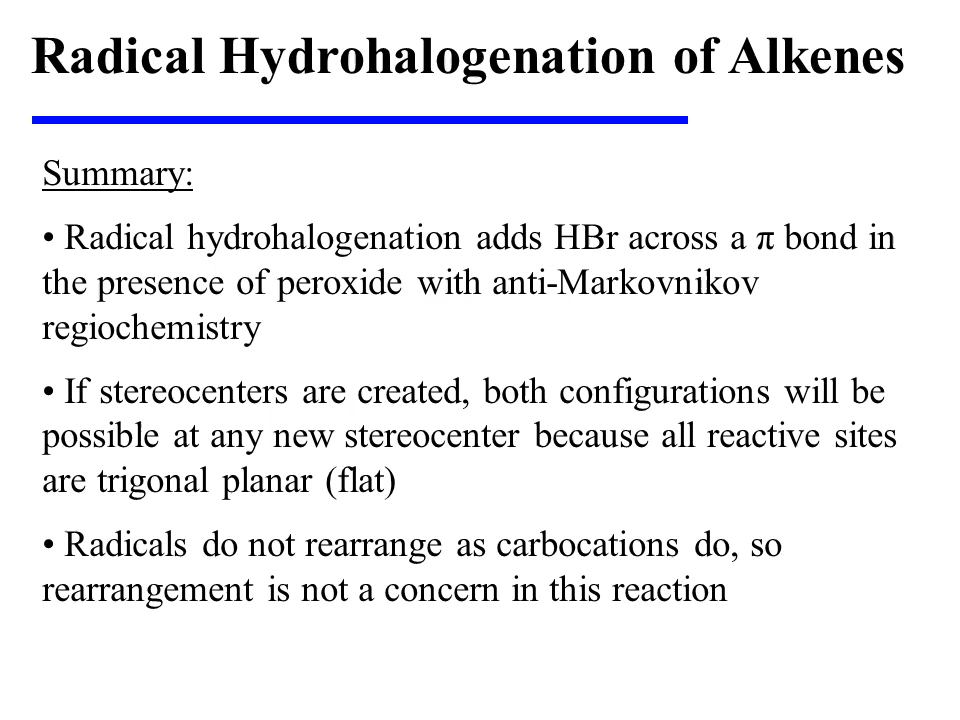 Radical Hydrohalogenation of Alkenes
Summary:
• Radical hydrohalogenation adds HBr across a π bond in
the presence of peroxide with anti-Markovnikov
regiochemistry
• If stereocenters are created, both configurations will be
possible at any new stereocenter because all reactive sites
are trigonal planar (flat)
• Radicals do not rearrange as carbocations do, so
rearrangement is not a concern in this reaction